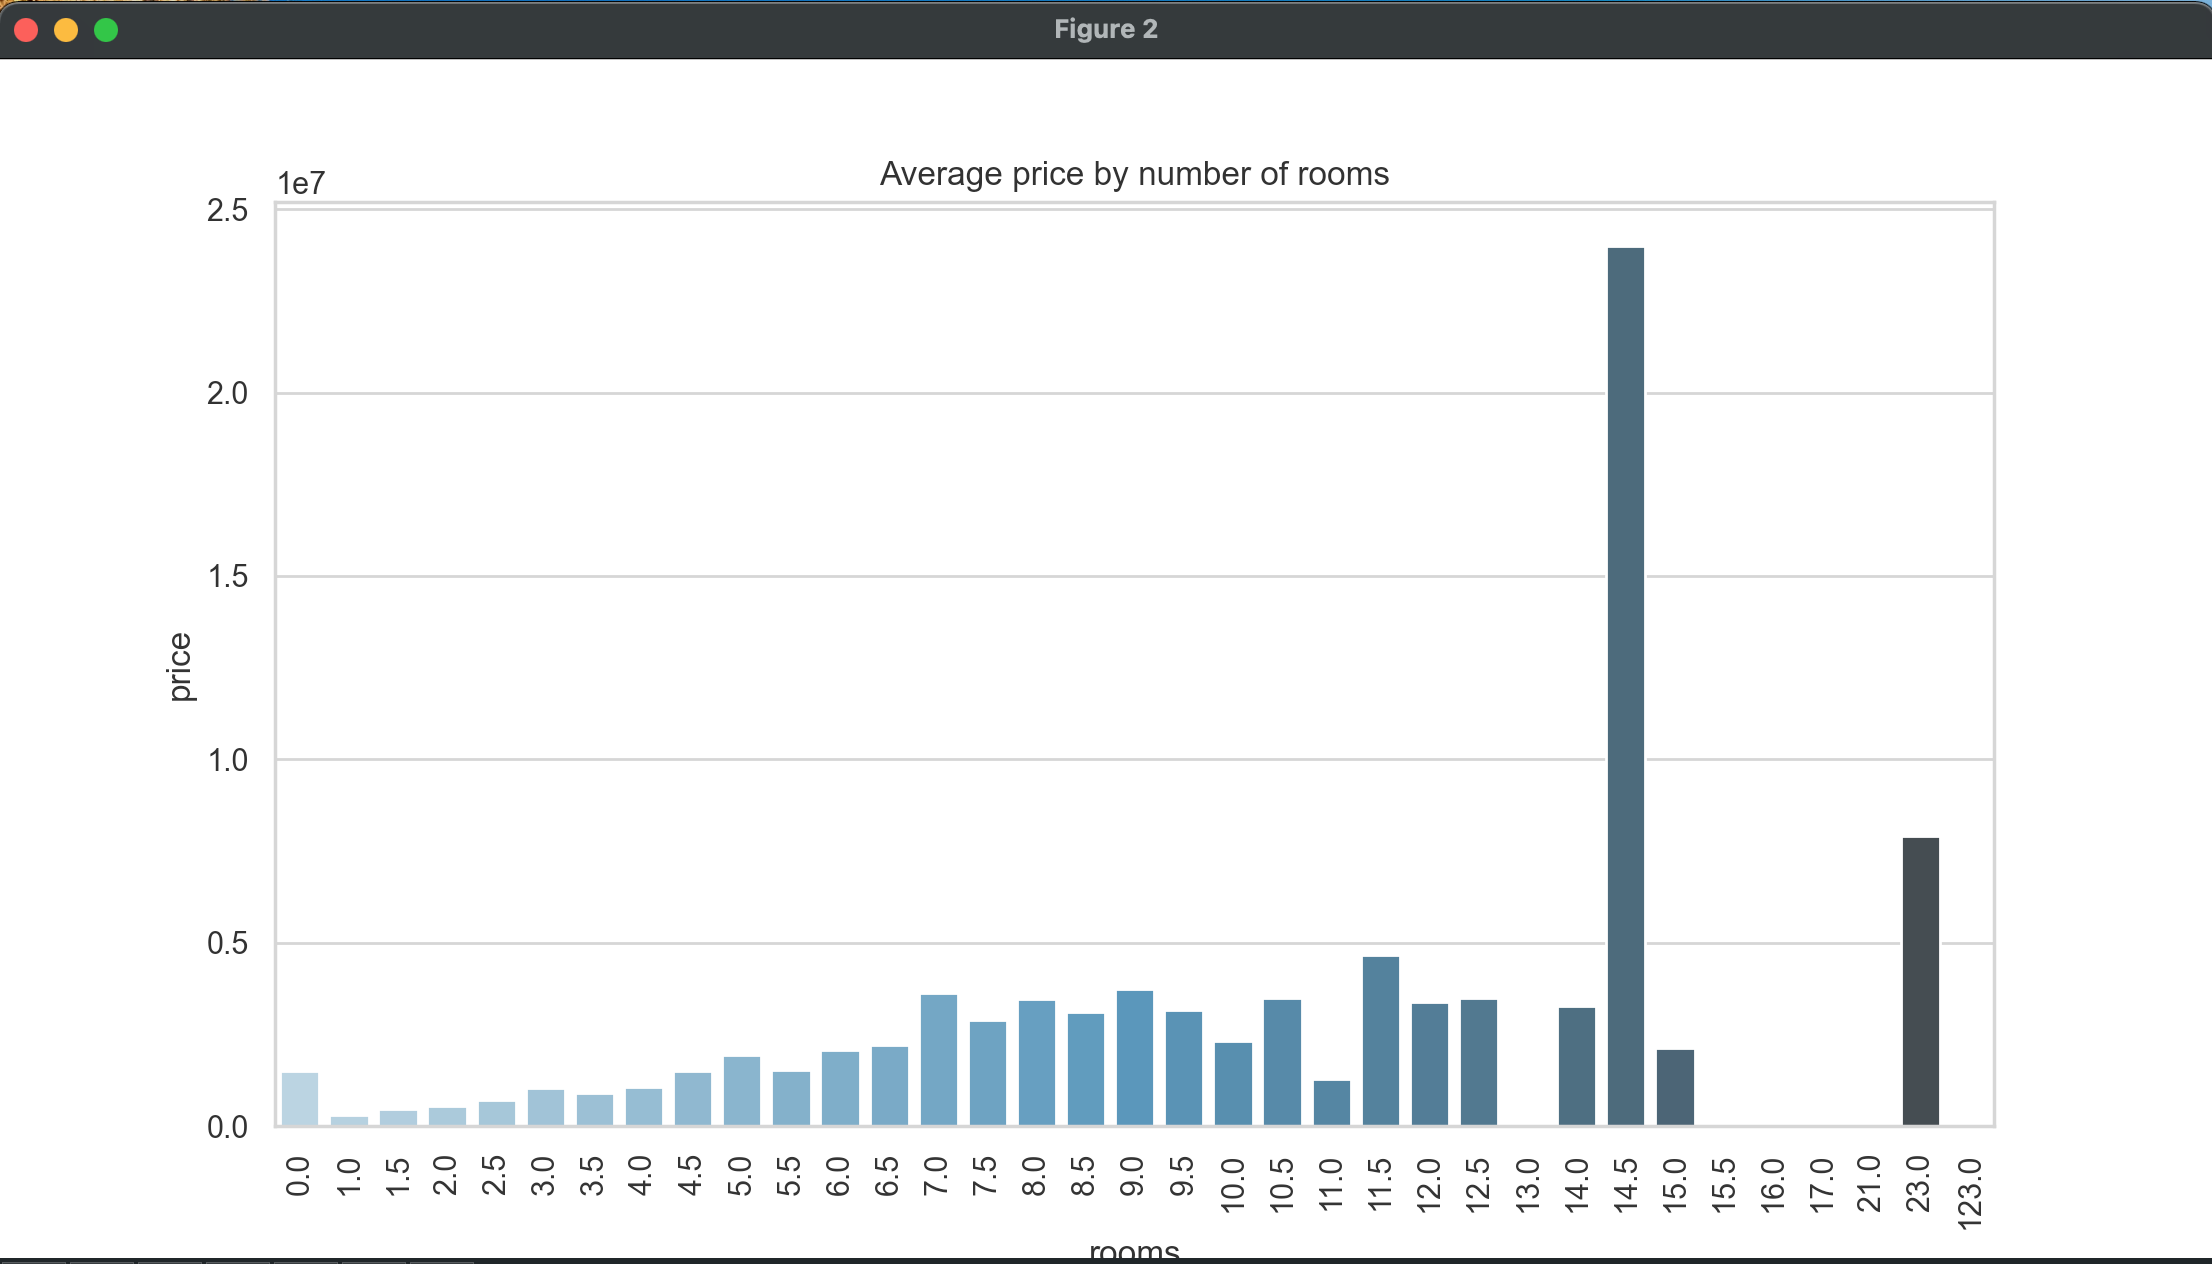 Figure 2
Average price by number of rooms
1e7
2.5
2.0
1.5
1.0
0.5
0.0
price
0.0 1.0 1.5 2.0 2.5 3.0 3.5 4.0 4.5 5.0 5.5 6.0 6.5 7.0 7.5 8.0 8.5 9.0 9.5 10.0 10.5 11.0 11.5 12.0 12.5 13.0 14.0 14.5 15.0 15.5 16.0 17.0 21.0 23.0 123.0
rooms